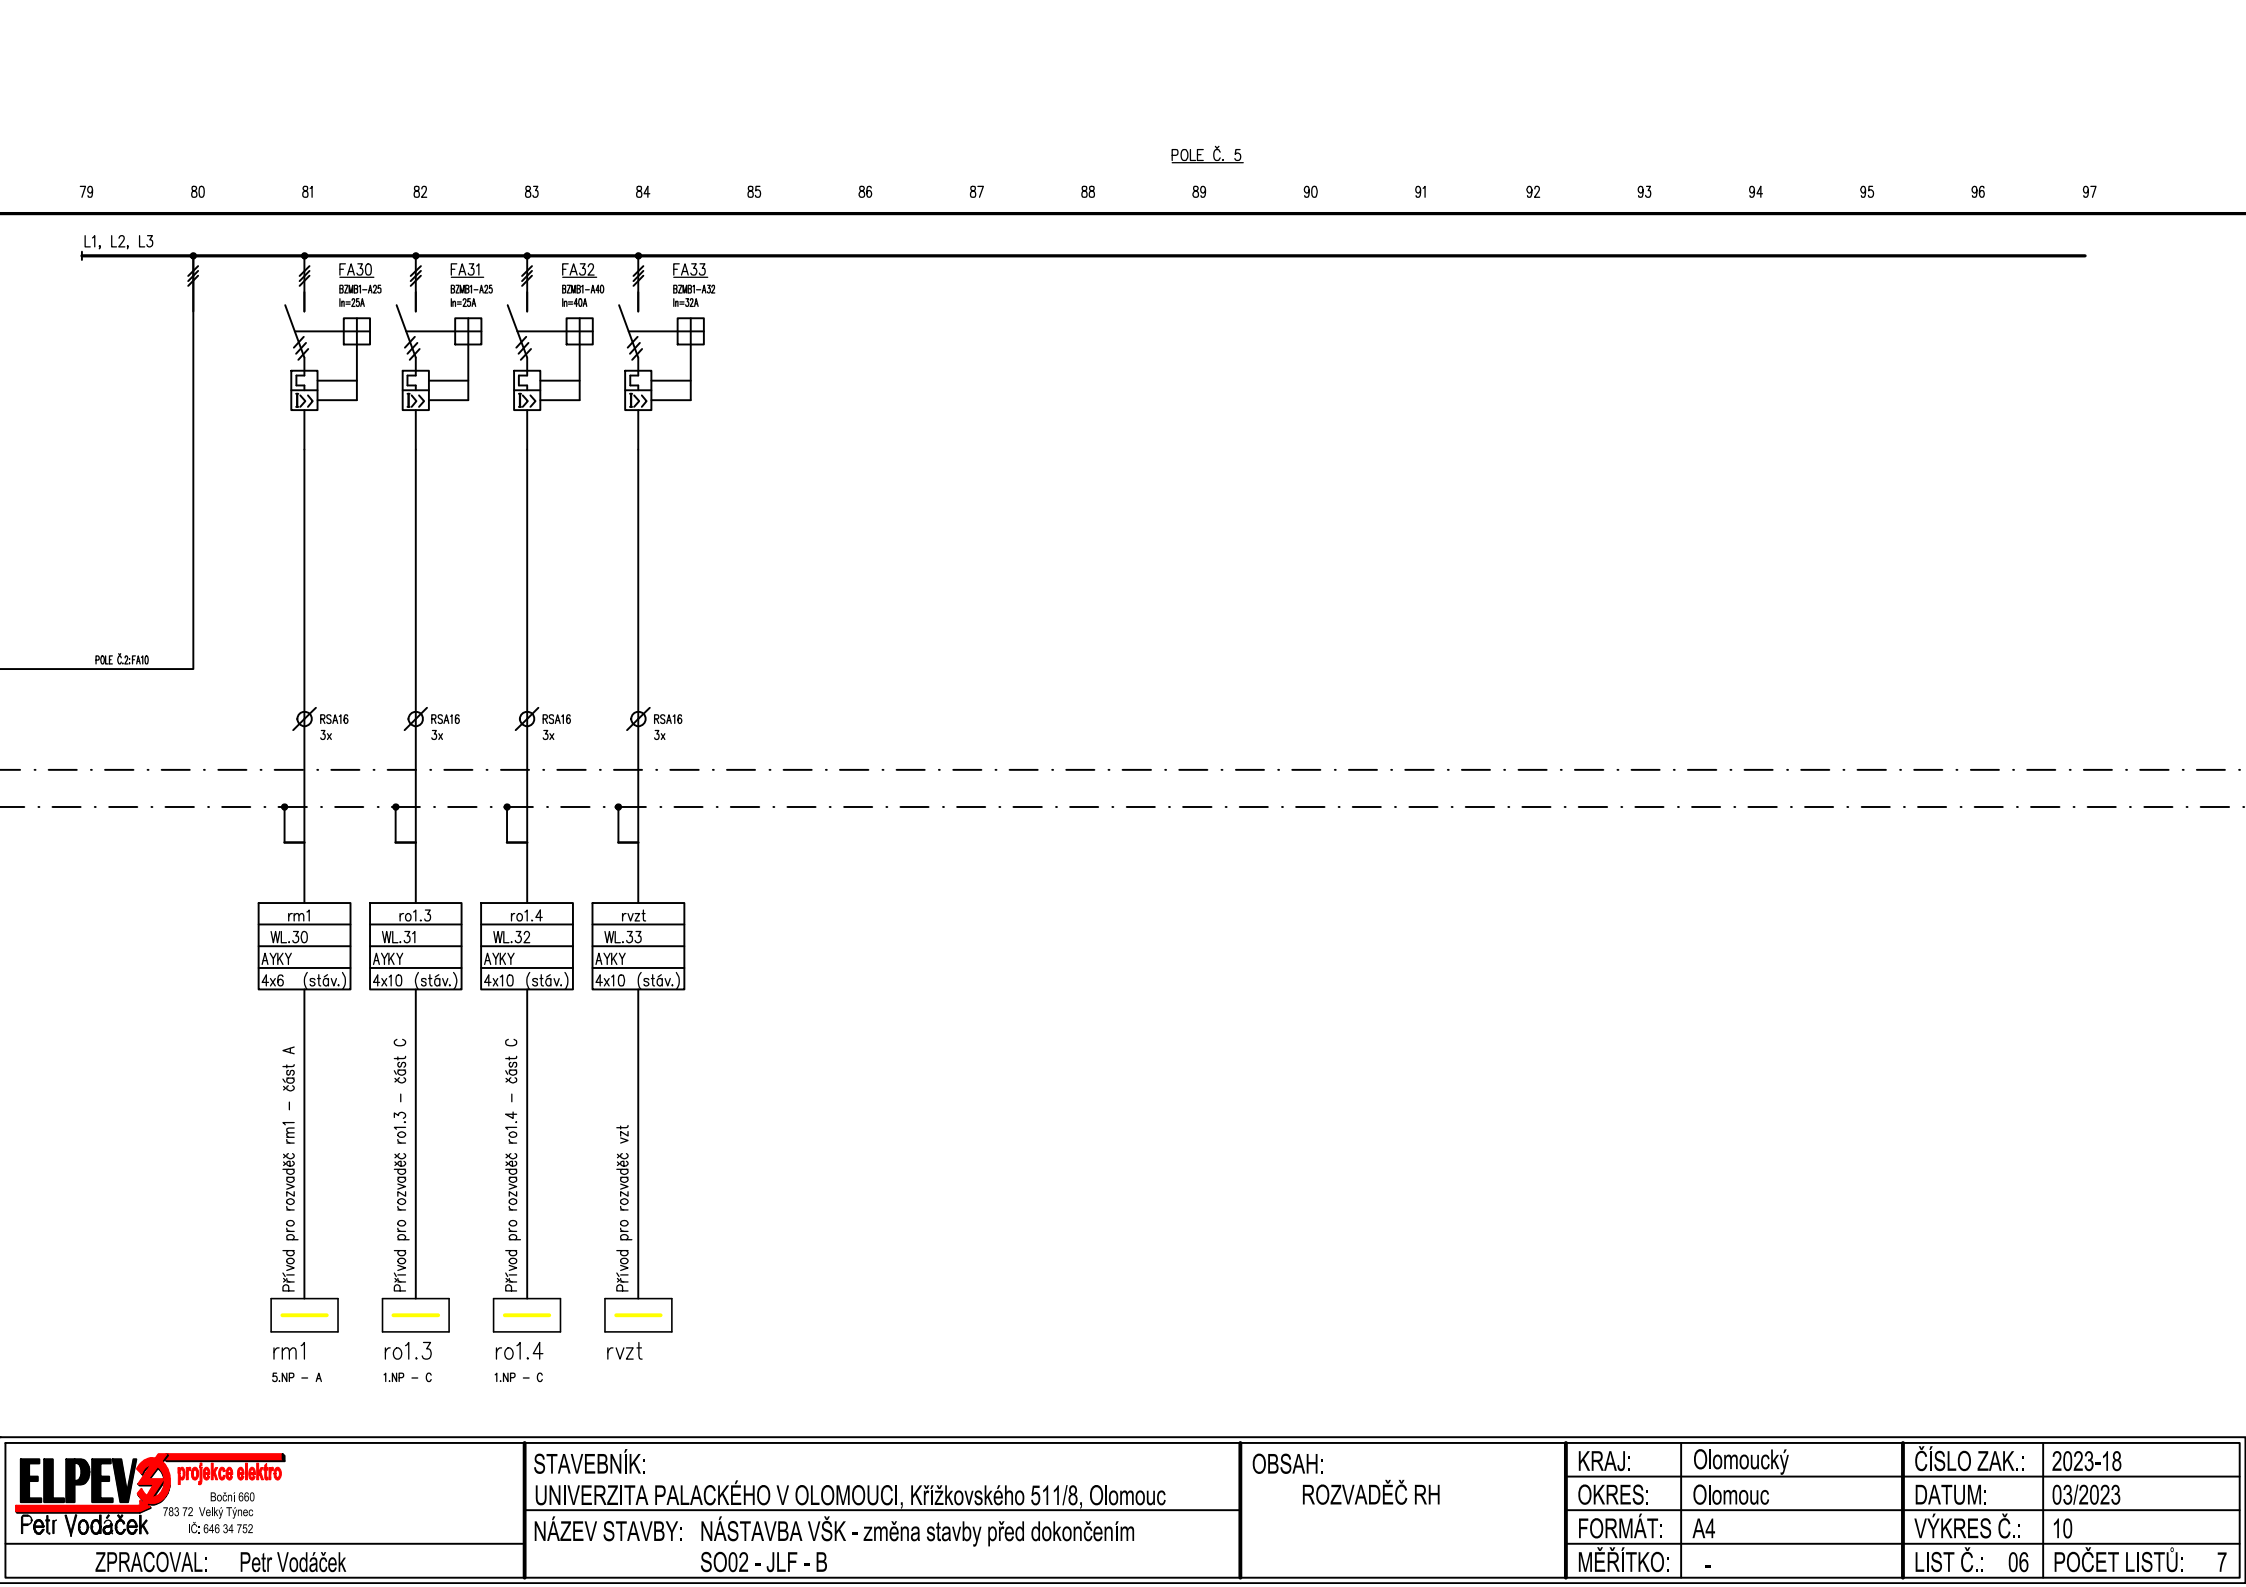 POLE Č. 5
79 80 81 82 83 84 85 86 87 88 89 90 91 92 93 94 95 96 97
L1, L2, L3
FA30
BZMB1-A25
In=25A
FA31
BZMB1-A25
In=25A
FA32
BZMB1-A40
In=40A
FA33
BZMB1-A32
In=32A
I>> I>> I>> I>>
POLE Č.2:FA10
RSA16
3x
RSA16
3x
RSA16
3x
RSA16
3x
rm1
WL.30
AYKY
4x6 (stáv.)
ro1.3
WL.31
AYKY
4x10 (stáv.)
ro1.4
WL.32
AYKY
4x10 (stáv.)
rvzt
WL.33
AYKY
4x10 (stáv.)
Přívod pro rozvaděč rm1 - část A
Přívod pro rozvaděč ro1.3 - část C
Přívod pro rozvaděč ro1.4 - část C
Přívod pro rozvaděč vzt
rm1
5.NP - A
ro1.3
1.NP - C
ro1.4
1.NP - C
rvzt
ELPEV
projekce elektro
Boční 660
783 72 Velký Týnec
IČ: 646 34 752
Petr Vodáček
ZPRACOVAL: Petr Vodáček
STAVEBNÍK:
UNIVERZITA PALACKÉHO V OLOMOUCI, Křížkovského 511/8, Olomouc
NÁZEV STAVBY: NÁSTAVBA VŠK - změna stavby před dokončením
SO02 - JLF - B
OBSAH:
ROZVADĚČ RH
KRAJ: Olomoucký
OKRES: Olomouc
FORMÁT: A4
MĚŘÍTKO: -
ČÍSLO ZAK.: 2023-18
DATUM: 03/2023
VÝKRES Č.: 10
LIST Č.: 06 POČET LISTŮ: 7